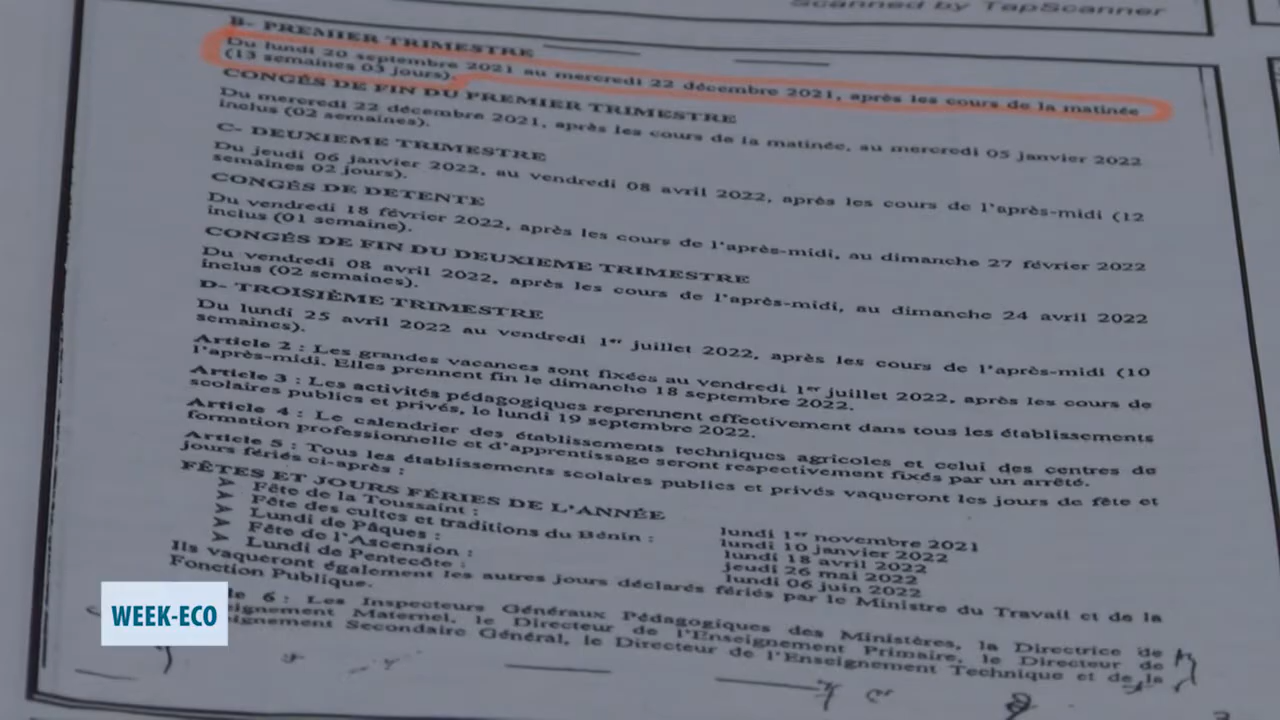 Scanned by TapScanner
B- PREMIER TRIMESTRE
Du lundi 20 septembre 2021 au mercredi 22 décembre 2021, après les cours de la matinée
(13 semaines 03 jours).
CONGÉS DE FIN DU PREMIER TRIMESTRE
Du mercredi 22 décembre 2021, après les cours de la matinée, au mercredi 05 janvier 2022
inclus (02 semaines).
C- DEUXIEME TRIMESTRE
Du jeudi 06 janvier 2022, au vendredi 08 avril 2022, après les cours de l'après-midi (12
semaines 02 jours).
CONGÉS DE DETENTE
Du vendredi 18 février 2022, après les cours de l'après-midi, au dimanche 27 février 2022
inclus (01 semaine).
CONGÉS DE FIN DU DEUXIEME TRIMESTRE
Du vendredi 08 avril 2022, après les cours de l'après-midi, au dimanche 24 avril 2022
inclus (02 semaines).
D- TROISIÈME TRIMESTRE
Du lundi 25 avril 2022 au vendredi 1er juillet 2022, après les cours de l'après-midi (10
semaines).
Article 2 : Les grandes vacances sont fixées au vendredi 1er juillet 2022, après les cours de
l'après-midi. Elles prennent fin le dimanche 18 septembre 2022.
Article 3 : Les activités pédagogiques reprennent effectivement dans tous les établissements
scolaires publics et privés, le lundi 19 septembre 2022.
Article 4 : Le calendrier des établissements techniques agricoles et celui des centres de
formation professionnelle et d'apprentissage seront respectivement fixés par un arrêté.
Article 5 : Tous les établissements scolaires publics et privés vaqueront les jours de fête et
jours fériés ci-après :
FÊTES ET JOURS FÉRIES DE L'ANNÉE
➤ Fête de la Toussaint : lundi 1er novembre 2021
➤ Fête des cultes et traditions du Bénin : lundi 10 janvier 2022
➤ Lundi de Pâques : lundi 18 avril 2022
➤ Fête de l'Ascension : jeudi 26 mai 2022
➤ Lundi de Pentecôte : lundi 06 juin 2022
Ils vaqueront également les autres jours déclarés fériés par le Ministre du Travail et de la
Fonction Publique.
le 6 : Les Inspecteurs Généraux Pédagogiques des Ministères, la Directrice de
eignement Maternel, le Directeur de l'Enseignement Primaire, le Directeur de
ignement Secondaire Général, le Directeur de l'Enseignement Technique et de la
WEEK-ECO